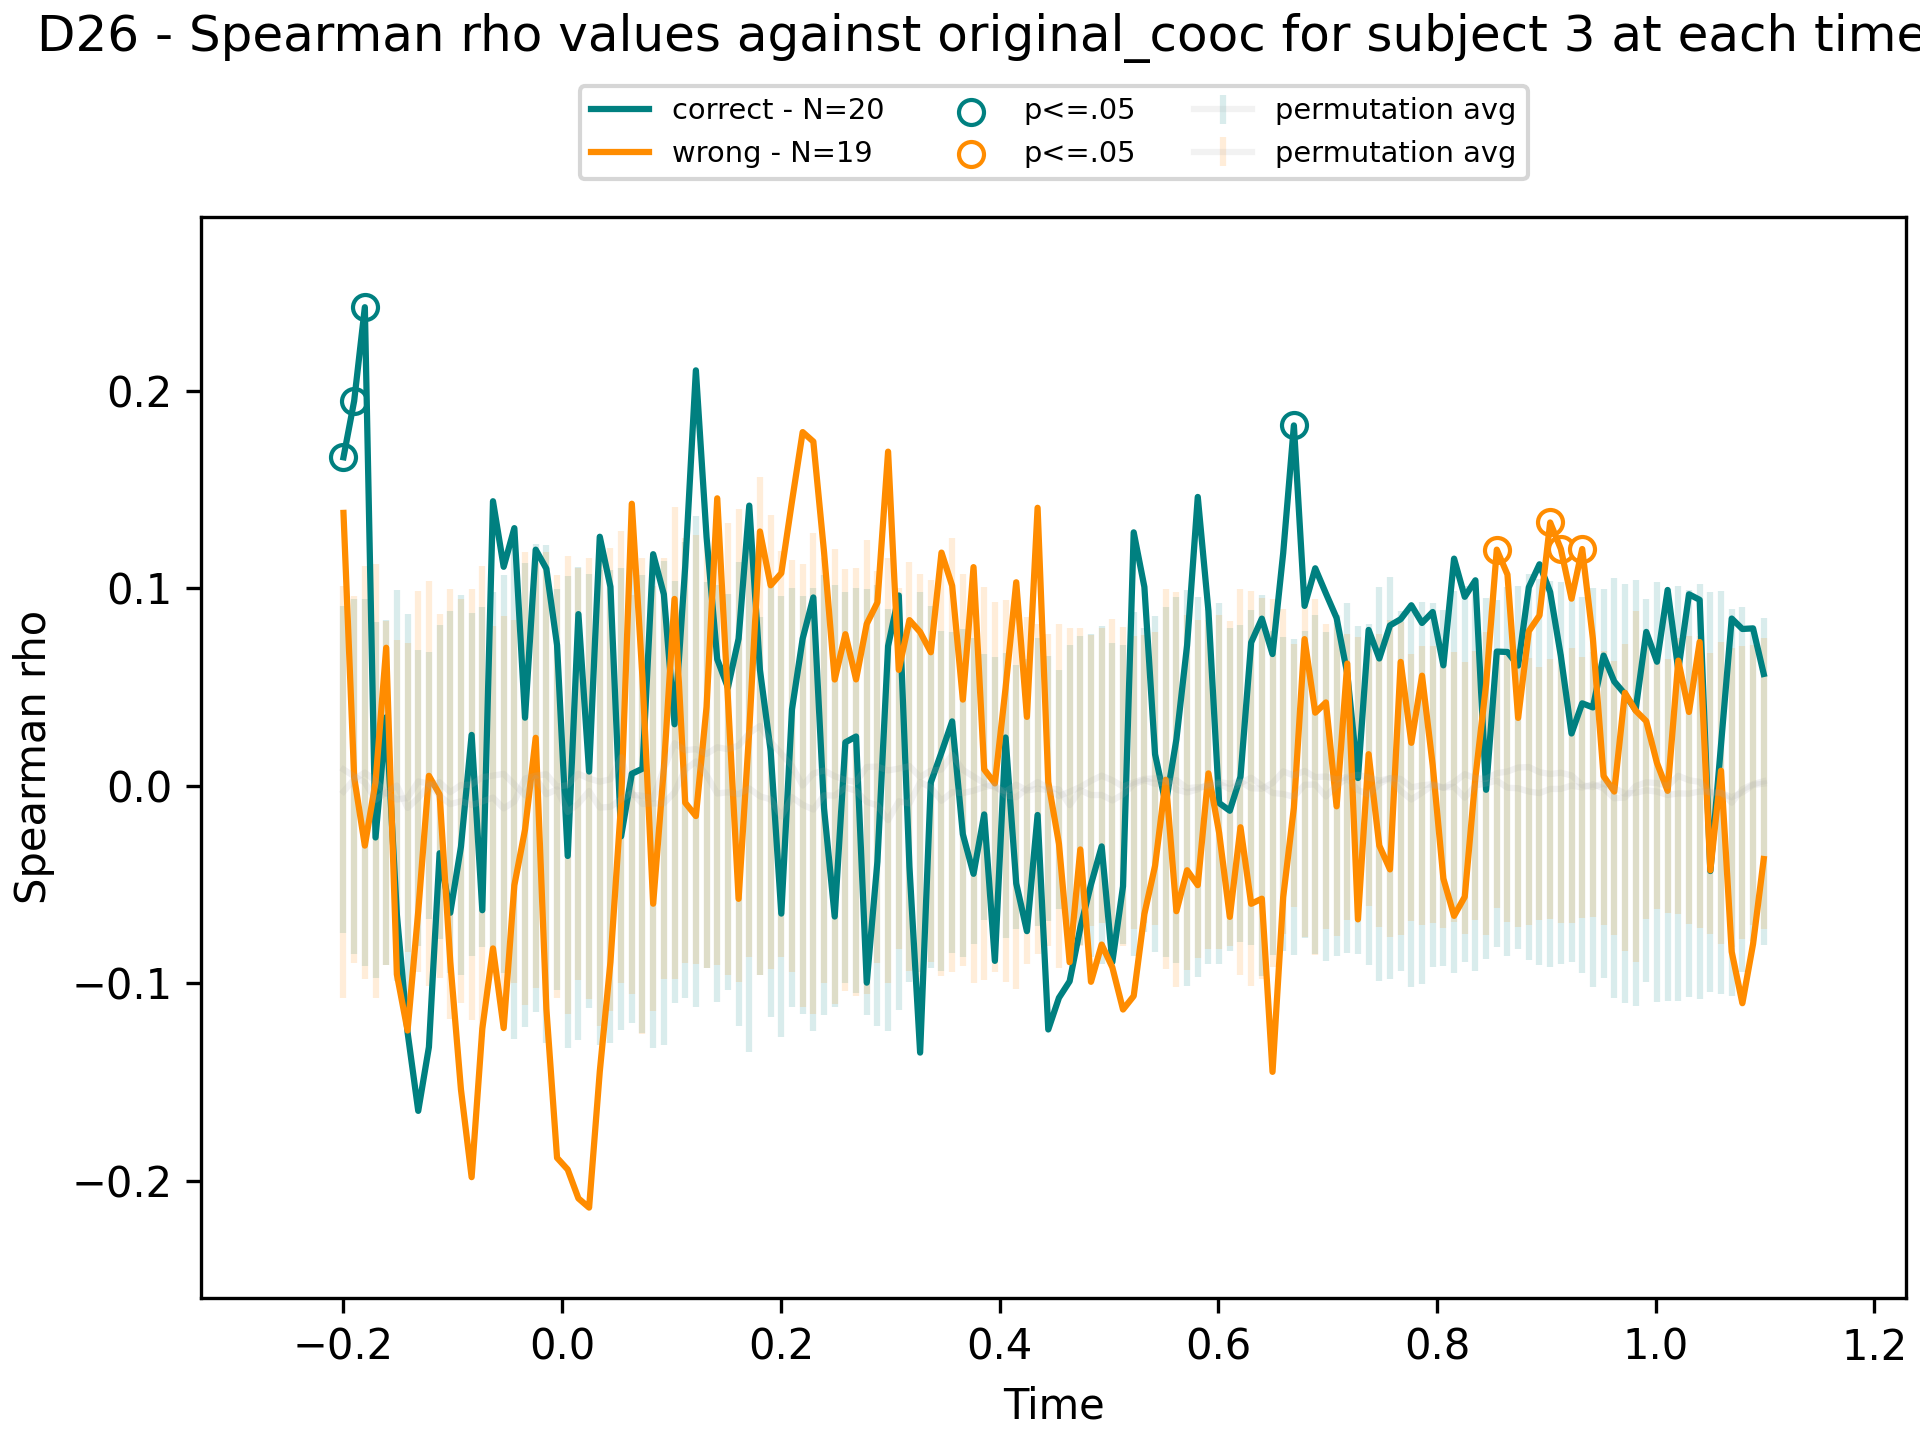 D26 - Spearman rho values against original_cooc for subject 3 at each time
correct - N=20
wrong - N=19
p<=.05
p<=.05
permutation avg
permutation avg
Spearman rho
0.2
0.1
0.0
−0.1
−0.2
−0.2 0.0 0.2 0.4 0.6 0.8 1.0 1.2
Time